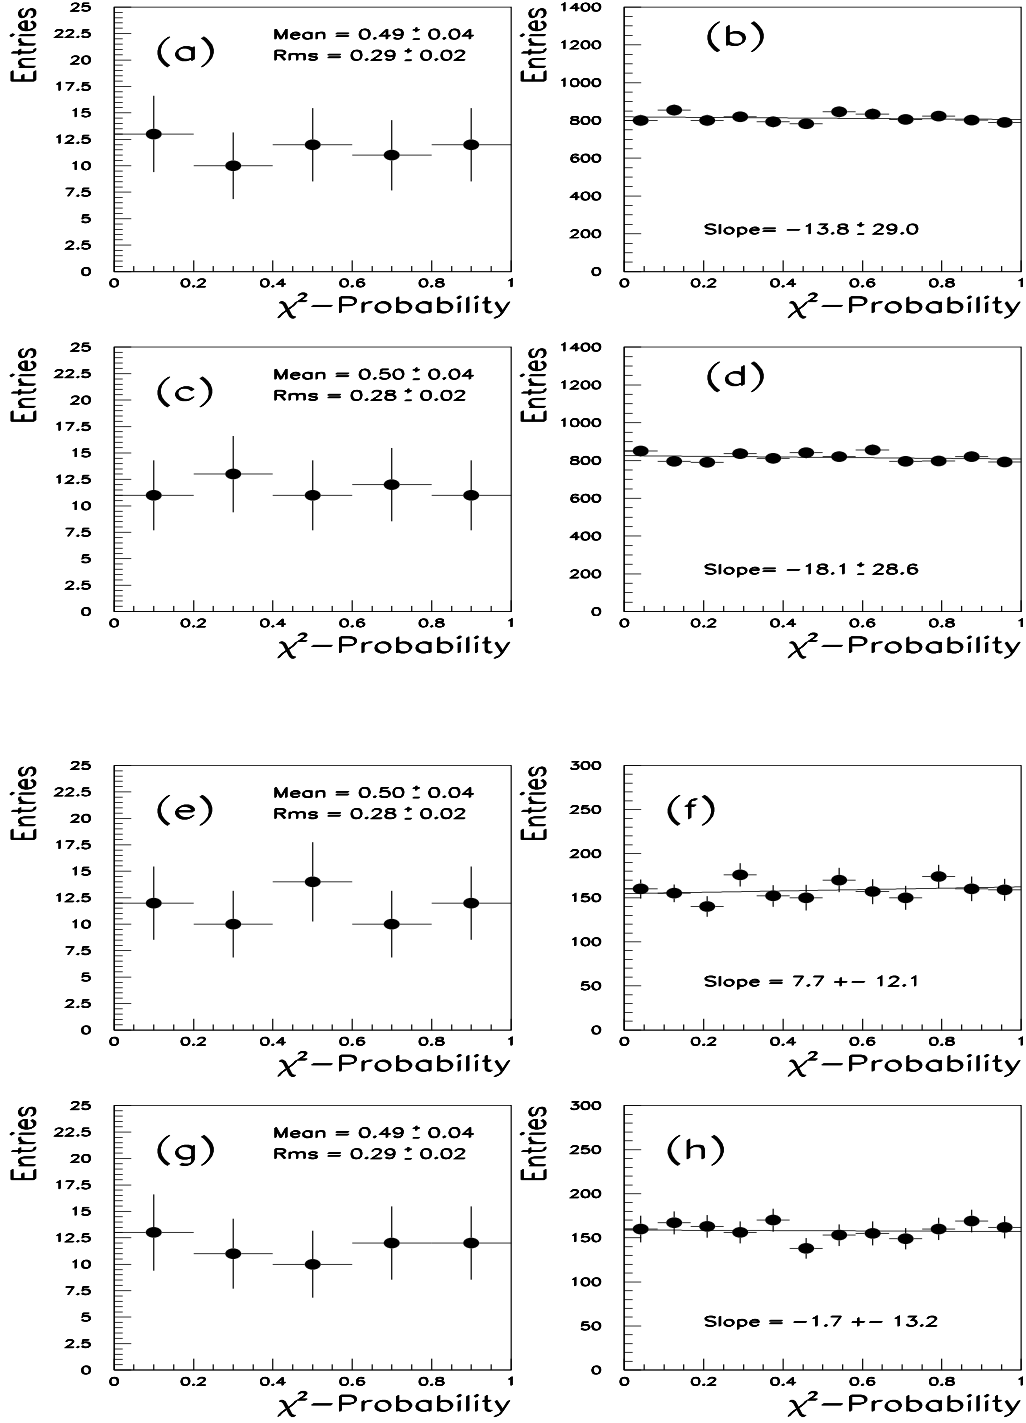 Entries
25
22.5
20
17.5
15
12.5
10
7.5
5
2.5
0
(a)
Mean = 0.49 ± 0.04
Rms = 0.29 ± 0.02
0 0.2 0.4 0.6 0.8 1
χ²−Probability
Entries
1400
1200
1000
800
600
400
200
0
(b)
Slope= −13.8 ± 29.0
0 0.2 0.4 0.6 0.8 1
χ²−Probability
Entries
25
22.5
20
17.5
15
12.5
10
7.5
5
2.5
0
(c)
Mean = 0.50 ± 0.04
Rms = 0.28 ± 0.02
0 0.2 0.4 0.6 0.8 1
χ²−Probability
Entries
1400
1200
1000
800
600
400
200
0
(d)
Slope= −18.1 ± 28.6
0 0.2 0.4 0.6 0.8 1
χ²−Probability
Entries
25
22.5
20
17.5
15
12.5
10
7.5
5
2.5
0
(e)
Mean = 0.50 ± 0.04
Rms = 0.28 ± 0.02
0 0.2 0.4 0.6 0.8 1
χ²−Probability
Entries
300
250
200
150
100
50
0
(f)
Slope = 7.7 +− 12.1
0 0.2 0.4 0.6 0.8 1
χ²−Probability
Entries
25
22.5
20
17.5
15
12.5
10
7.5
5
2.5
0
(g)
Mean = 0.49 ± 0.04
Rms = 0.29 ± 0.02
0 0.2 0.4 0.6 0.8 1
χ²−Probability
Entries
300
250
200
150
100
50
0
(h)
Slope = −1.7 +− 13.2
0 0.2 0.4 0.6 0.8 1
χ²−Probability